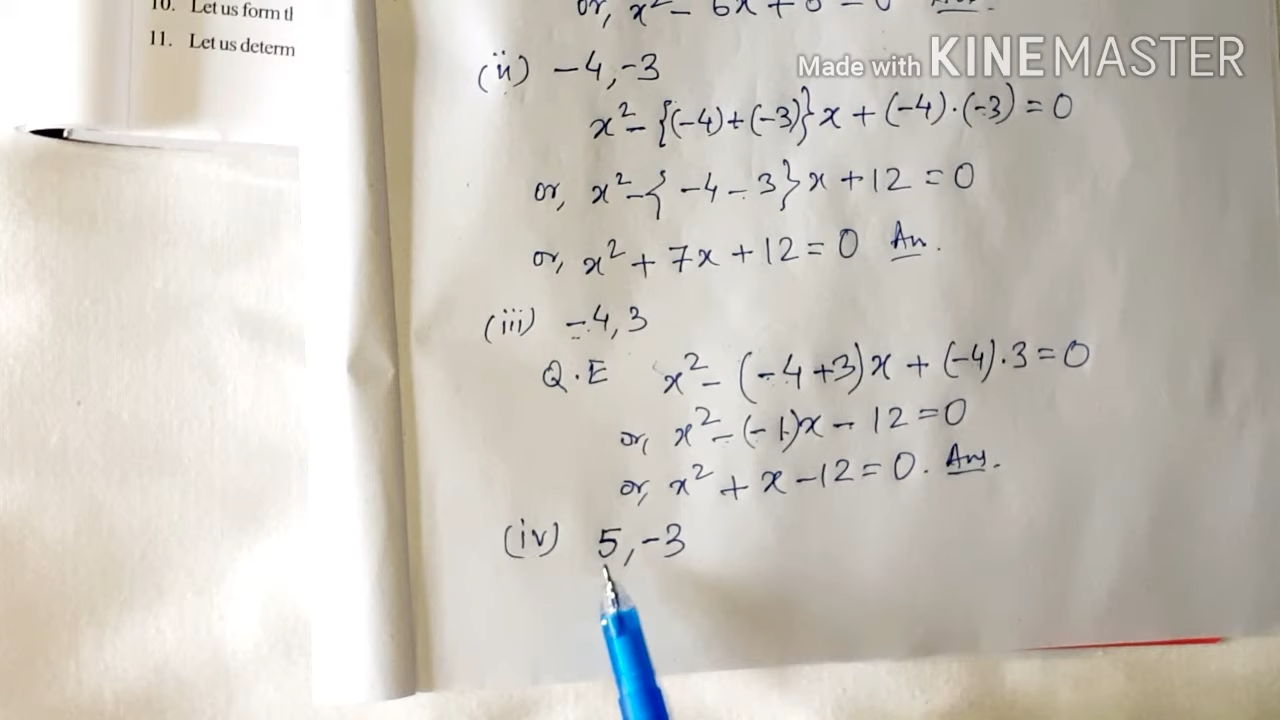 10. Let us form th
11. Let us determ
Made with KINEMASTER
or, x² - 6x + 8 = 0 Ans.
(ii) -4, -3
x² - {(-4) + (-3)}x + (-4)·(-3) = 0
or, x² - { -4 - 3 }x + 12 = 0
or, x² + 7x + 12 = 0 An.
(iii) -4, 3
Q.E x² - (-4+3)x + (-4)·3 = 0
or, x² - (-1)x - 12 = 0
or, x² + x - 12 = 0. Ans.
(iv) 5, -3